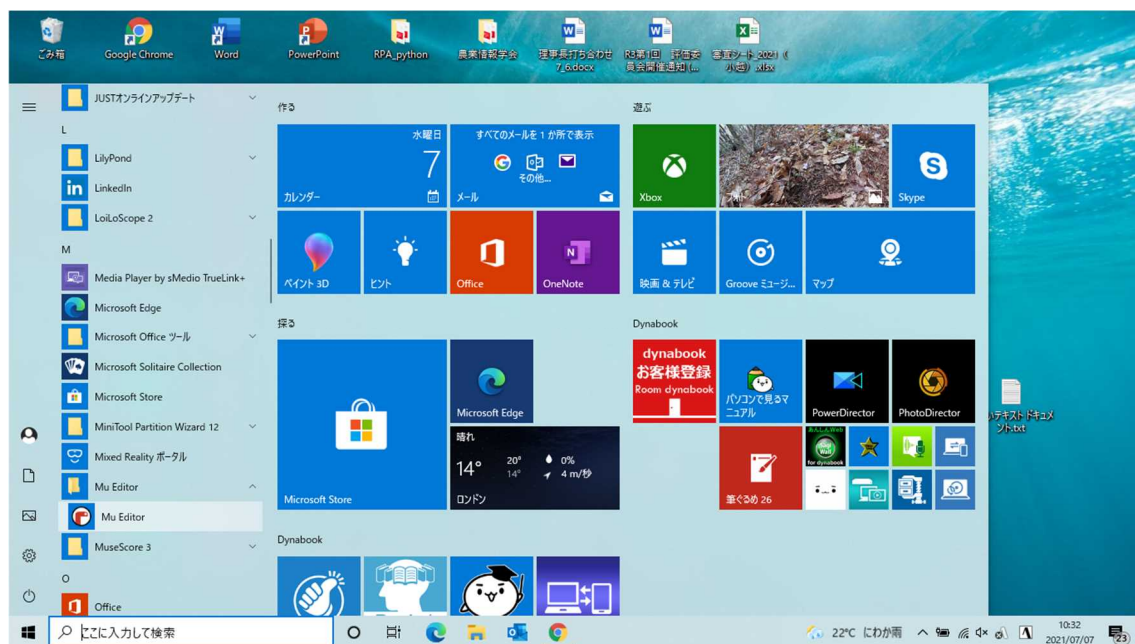 ごみ箱
Google Chrome
Word
PowerPoint
RPA_python
農業情報学会
理事長打ち合わせ
7_6.docx
R3第1回 評価委
員会開催通知(...
審査シート_2021（
小越）.xlsx
JUSTオンラインアップデート
L
LilyPond
LinkedIn
LoiLoScope 2
M
Media Player by sMedio TrueLink+
Microsoft Edge
Microsoft Office ツール
Microsoft Solitaire Collection
Microsoft Store
MiniTool Partition Wizard 12
Mixed Reality ポータル
Mu Editor
Mu Editor
MuseScore 3
O
Office
作る
水曜日
7
カレンダー
すべてのメールを 1 か所で表示
その他...
メール
ペイント 3D
ヒント
Office
OneNote
探る
Microsoft Store
Microsoft Edge
晴れ
14°
20°
14°
0%
4 m/秒
ロンドン
Dynabook
遊ぶ
Xbox
Skype
映画 & テレビ
Groove ミュージ...
マップ
Dynabook
dynabook
お客様登録
Room dynabook
パソコンで見るマ
ニュアル
PowerDirector
PhotoDirector
筆ぐるめ 26
あんしんWeb
for dynabook
テキスト ドキュメ
ント.txt
ここに入力して検索
22°C にわか雨
A
10:32
2021/07/07
23